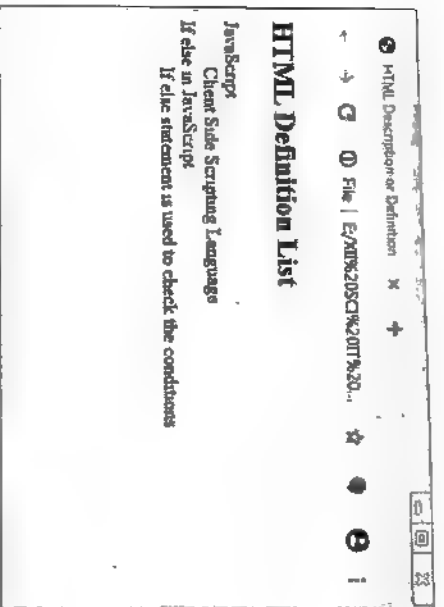 HTML Description or Definition × +
File | E:/XII%20SCI%20IT%20...
HTML Definition List
JavaScript
Client Side Scripting Language
If else in JavaScript
If else statement is used to check the conditions